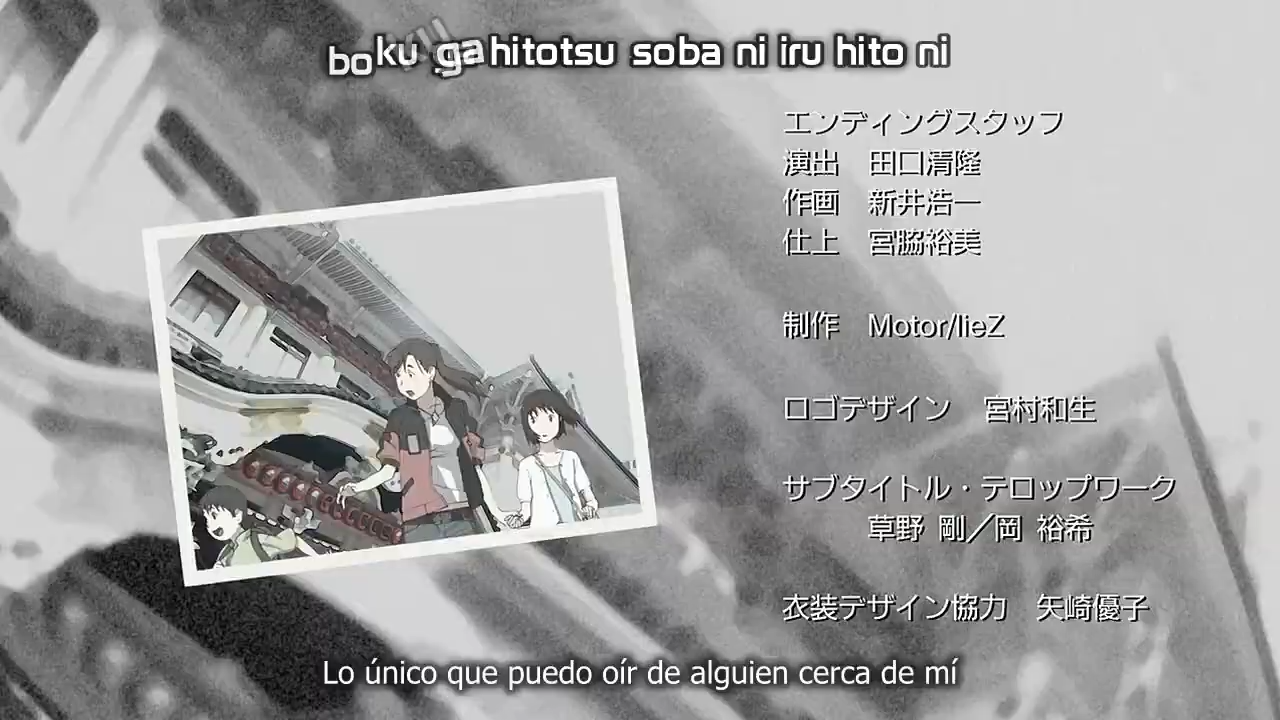 boku ga hitotsu soba ni iru hito ni
エンディングスタッフ
演出　田口清隆
作画　新井浩一
仕上　宮脇裕美
制作　Motor/lieZ
ロゴデザイン　宮村和生
サブタイトル・テロップワーク
草野 剛／岡 裕希
衣装デザイン協力　矢崎優子
Lo único que puedo oír de alguien cerca de mí